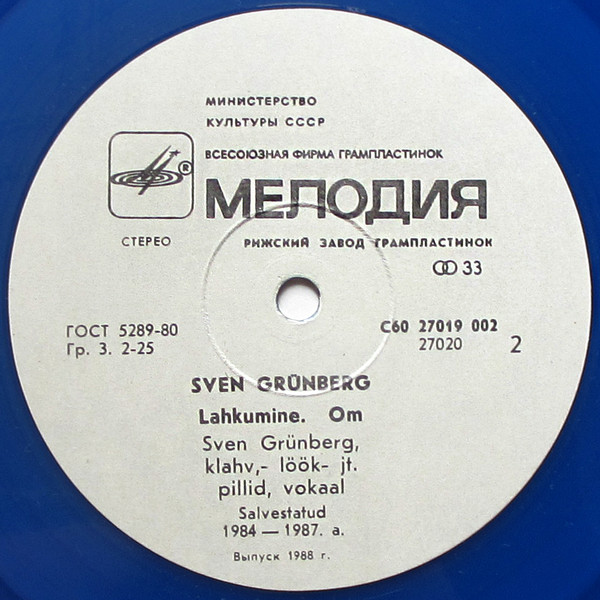 МИНИСТЕРСТВО
КУЛЬТУРЫ СССР
ВСЕСОЮЗНАЯ ФИРМА ГРАМПЛАСТИНОК
®
МЕЛОДИЯ
СТЕРЕО
РИЖСКИЙ ЗАВОД ГРАМПЛАСТИНОК
33
ГОСТ 5289-80
Гр. 3. 2-25
С60 27019 002
27020
2
SVEN GRÜNBERG
Lahkumine. Om
Sven Grünberg,
klahv,- löök- jt.
pillid, vokaal
Salvestatud
1984 — 1987. a.
Выпуск 1988 г.